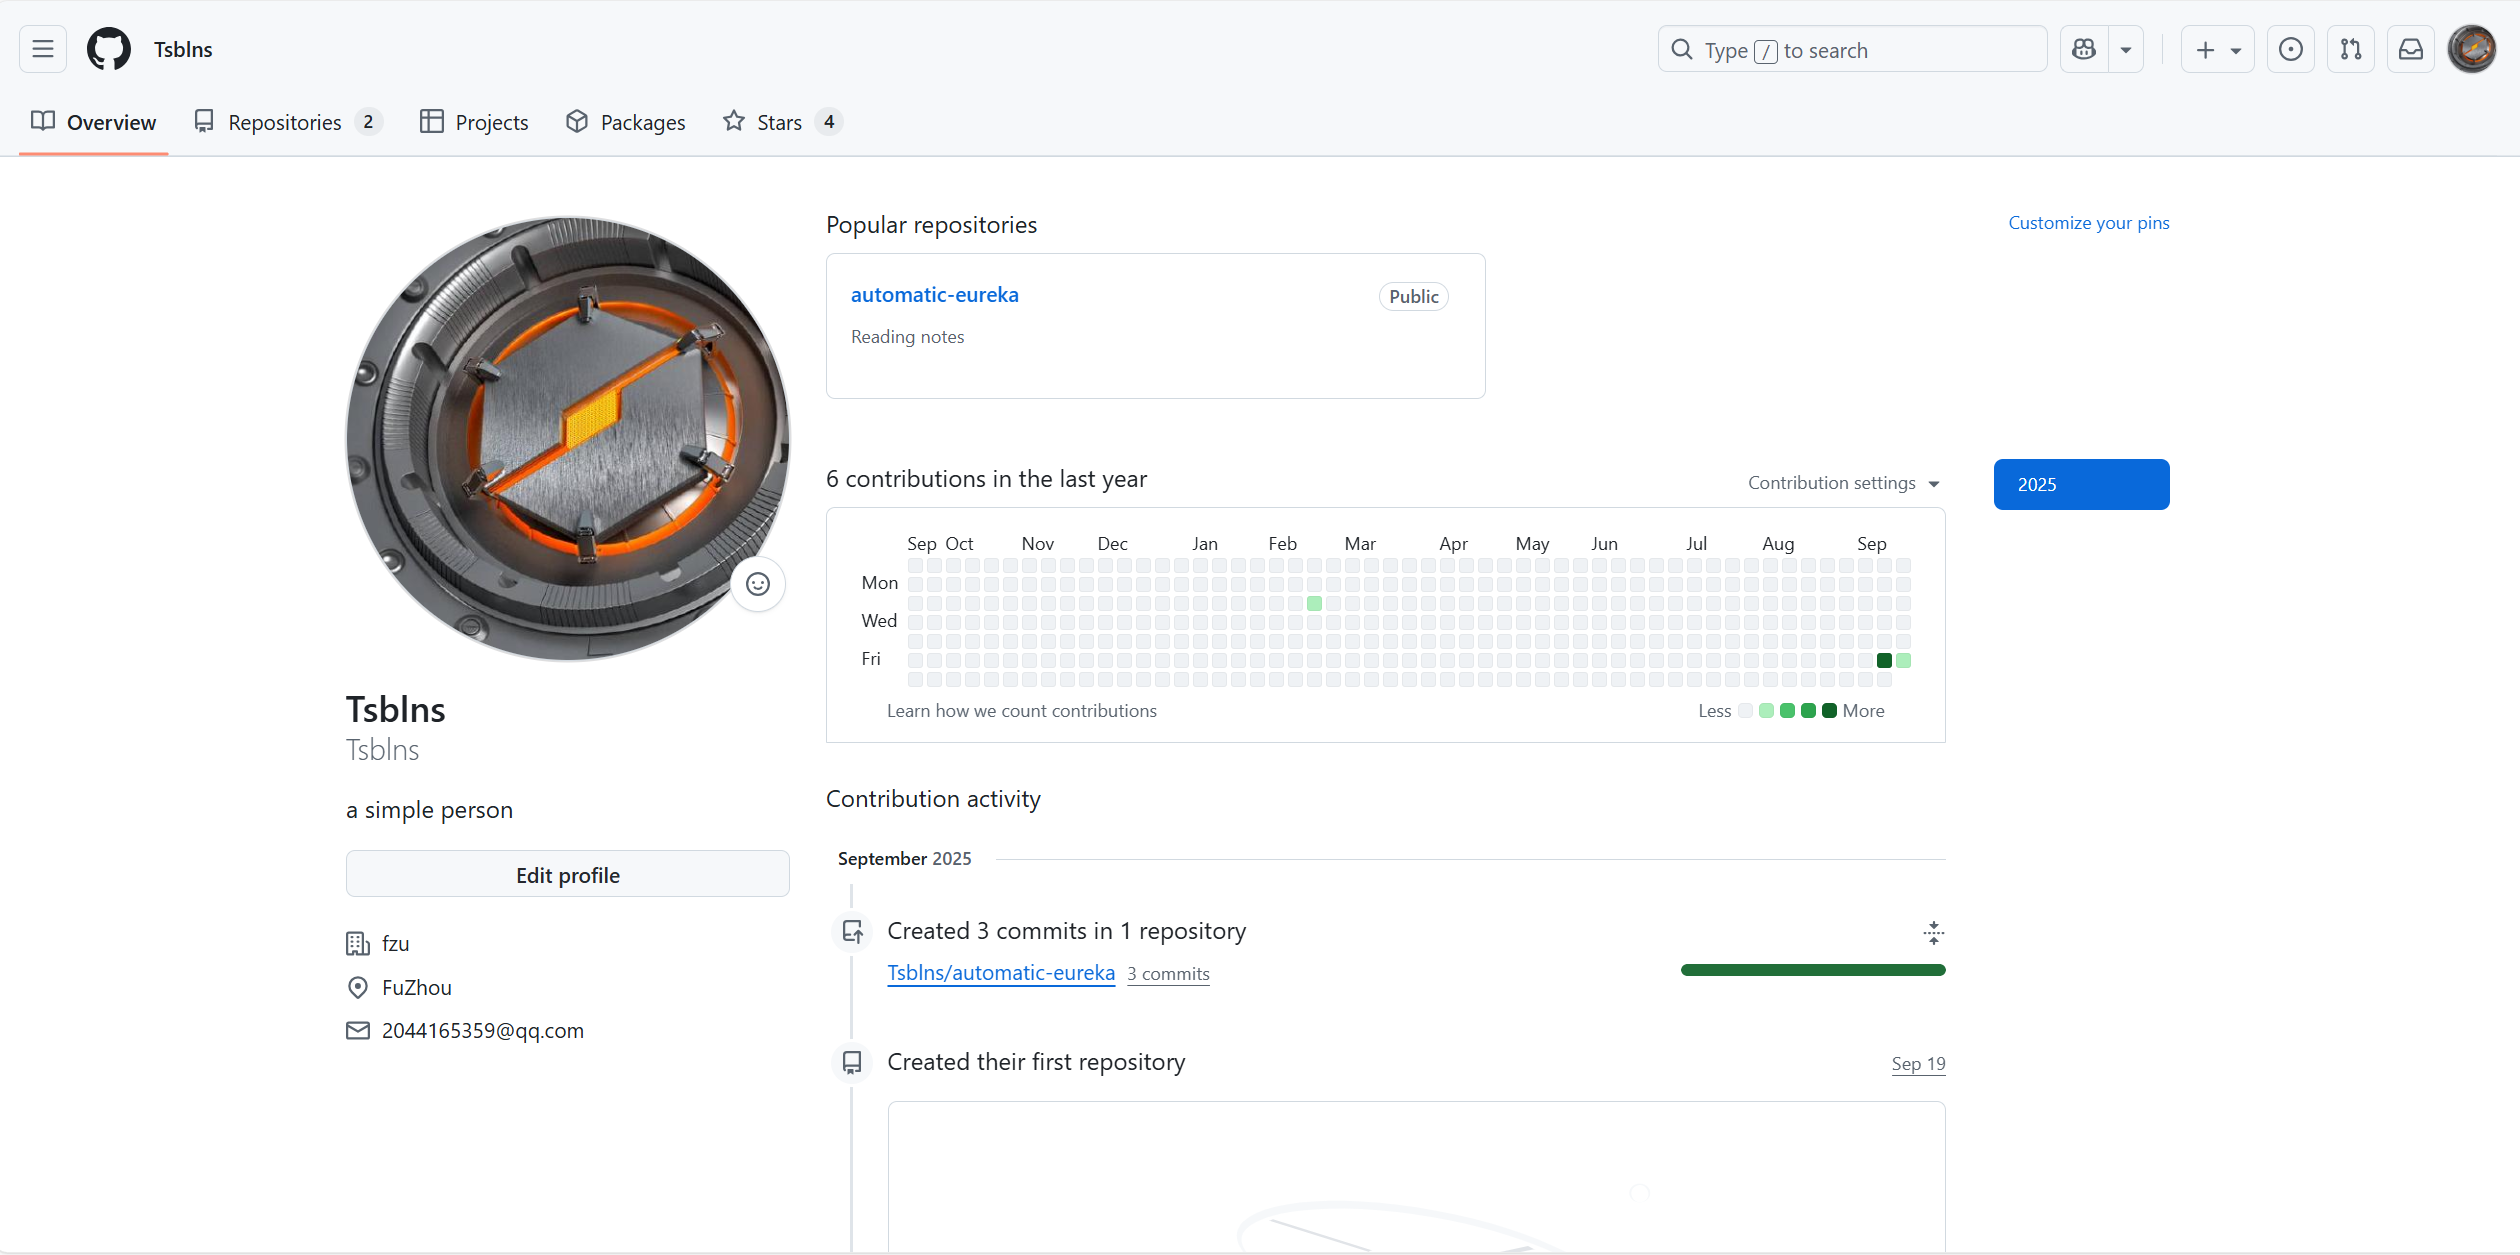 Tsblns
Type / to search
Overview
Repositories 2
Projects
Packages
Stars 4
Popular repositories
Customize your pins
automatic-eureka
Public
Reading notes
6 contributions in the last year
Contribution settings
2025
Sep Oct Nov Dec Jan Feb Mar Apr May Jun Jul Aug Sep
Mon
Wed
Fri
Learn how we count contributions
Less More
Tsblns
Tsblns
a simple person
Edit profile
fzu
FuZhou
2044165359@qq.com
Contribution activity
September 2025
Created 3 commits in 1 repository
Tsblns/automatic-eureka 3 commits
Created their first repository
Sep 19